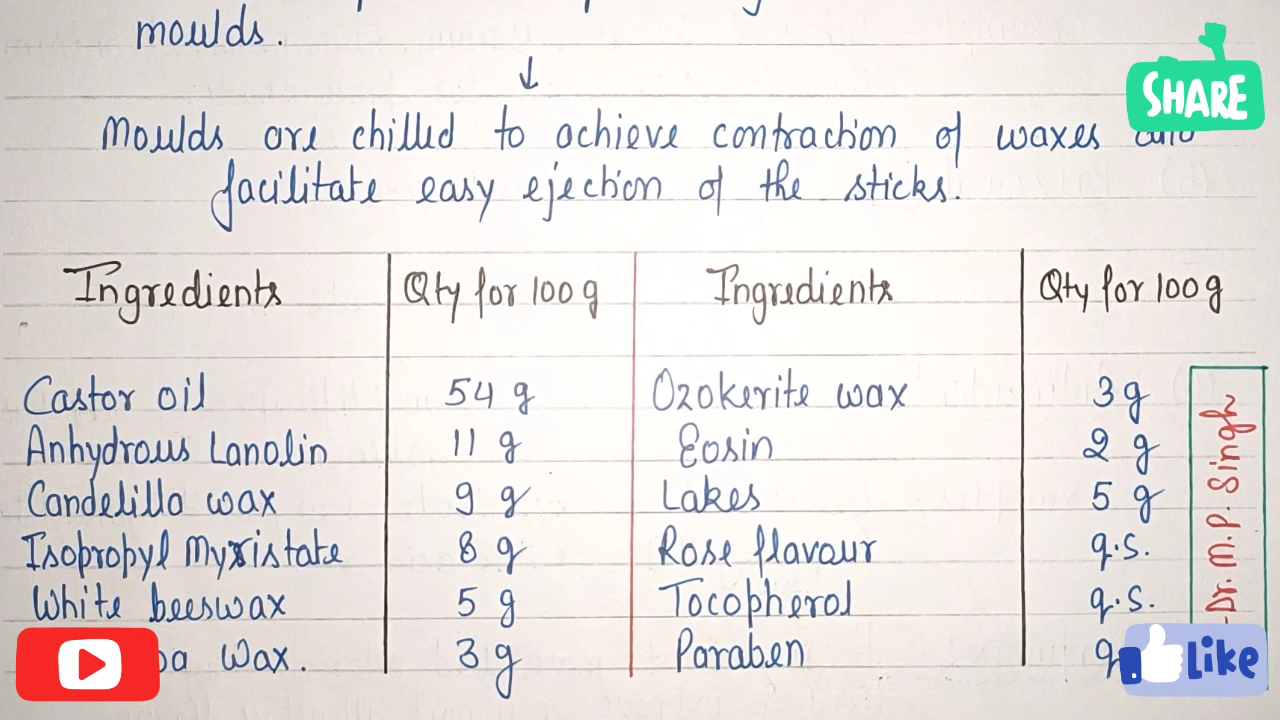 moulds.
↓
Moulds are chilled to achieve contraction of waxes and
facilitate easy ejection of the sticks.
SHARE
Ingredients Qty for 100 g Ingredients Qty for 100 g
Castor oil 54 g Ozokerite wax 3 g
Anhydrous Lanolin 11 g Eosin 2 g
Candelilla wax 9 g Lakes 5 g
Isopropyl Myristate 8 g Rose flavour q.s.
White beeswax 5 g Tocopherol q.s.
Wax. 3 g Paraben
-Dr. M.P. Singh
Like